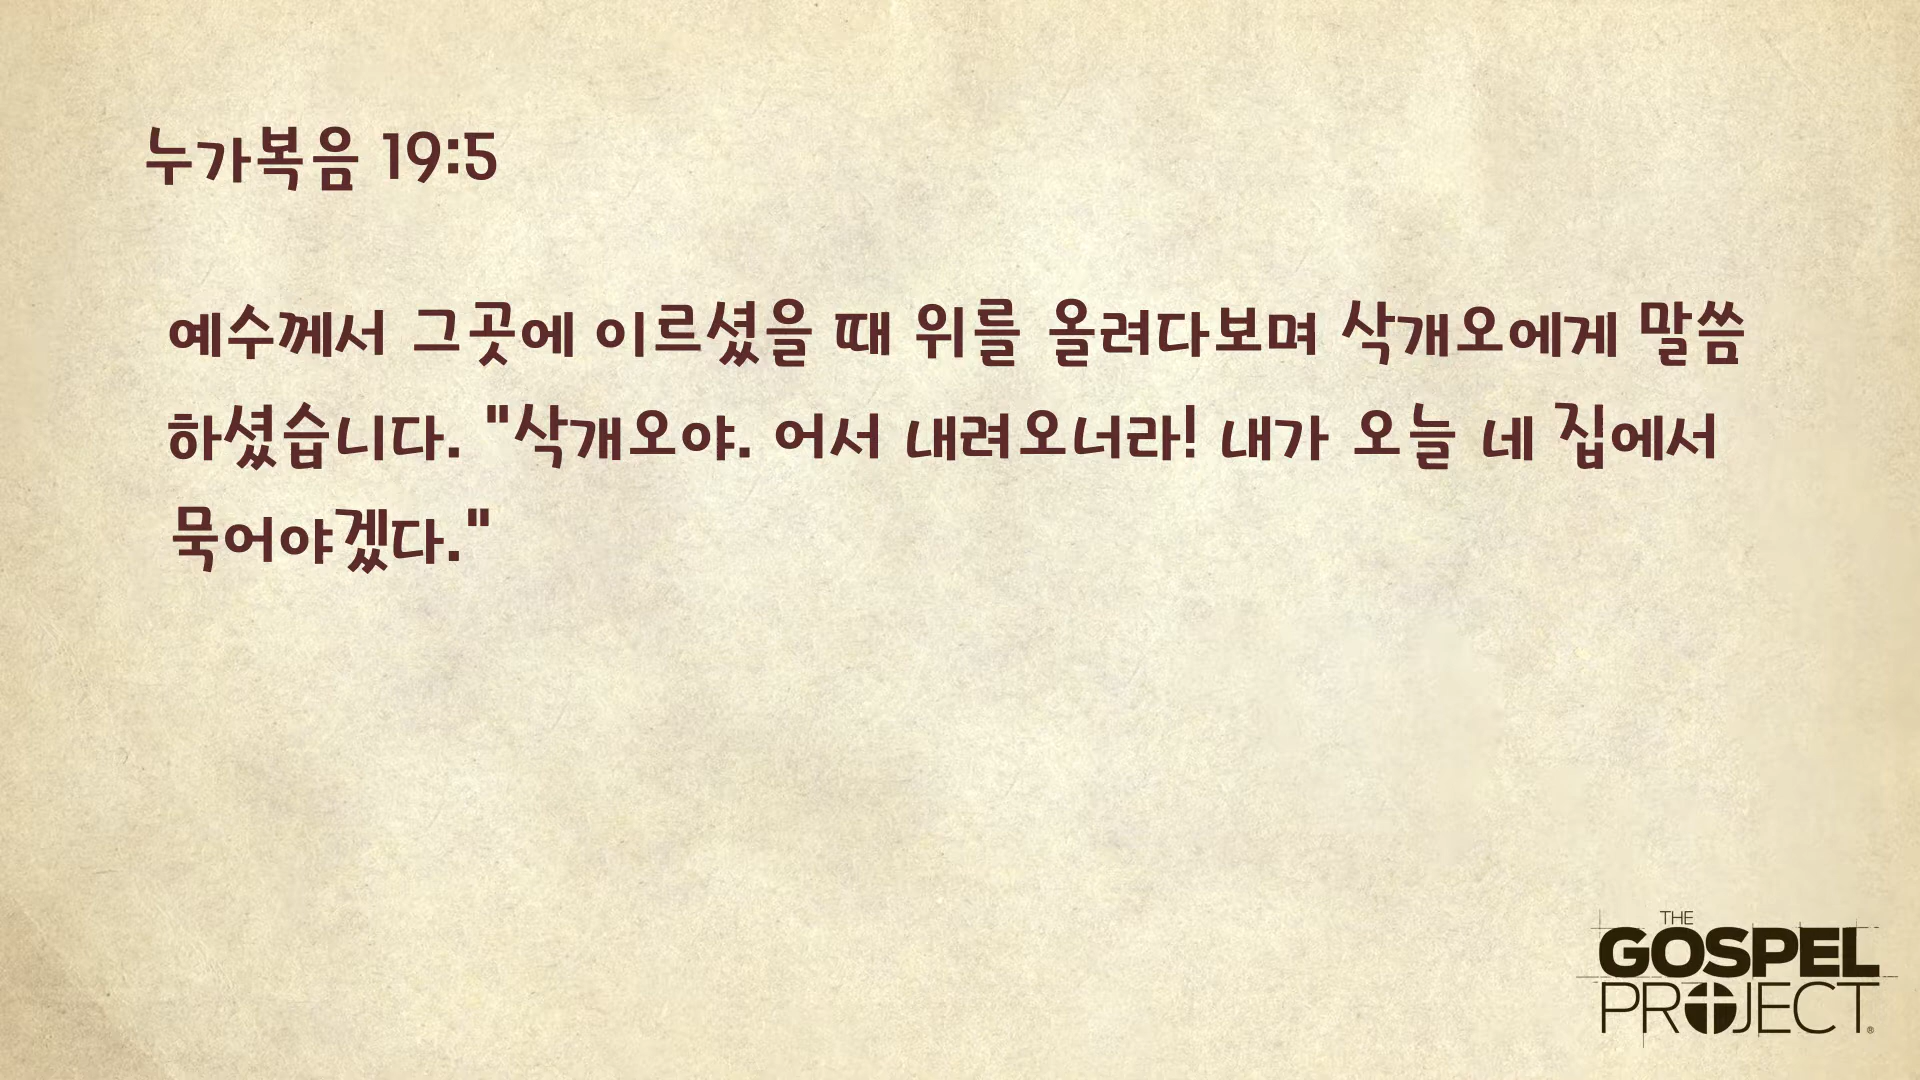 누가복음 19:5
예수께서 그곳에 이르셨을 때 위를 올려다보며 삭개오에게 말씀
하셨습니다. "삭개오야. 어서 내려오너라! 내가 오늘 네 집에서
묵어야겠다."
THE
GOSPEL
PROJECT®